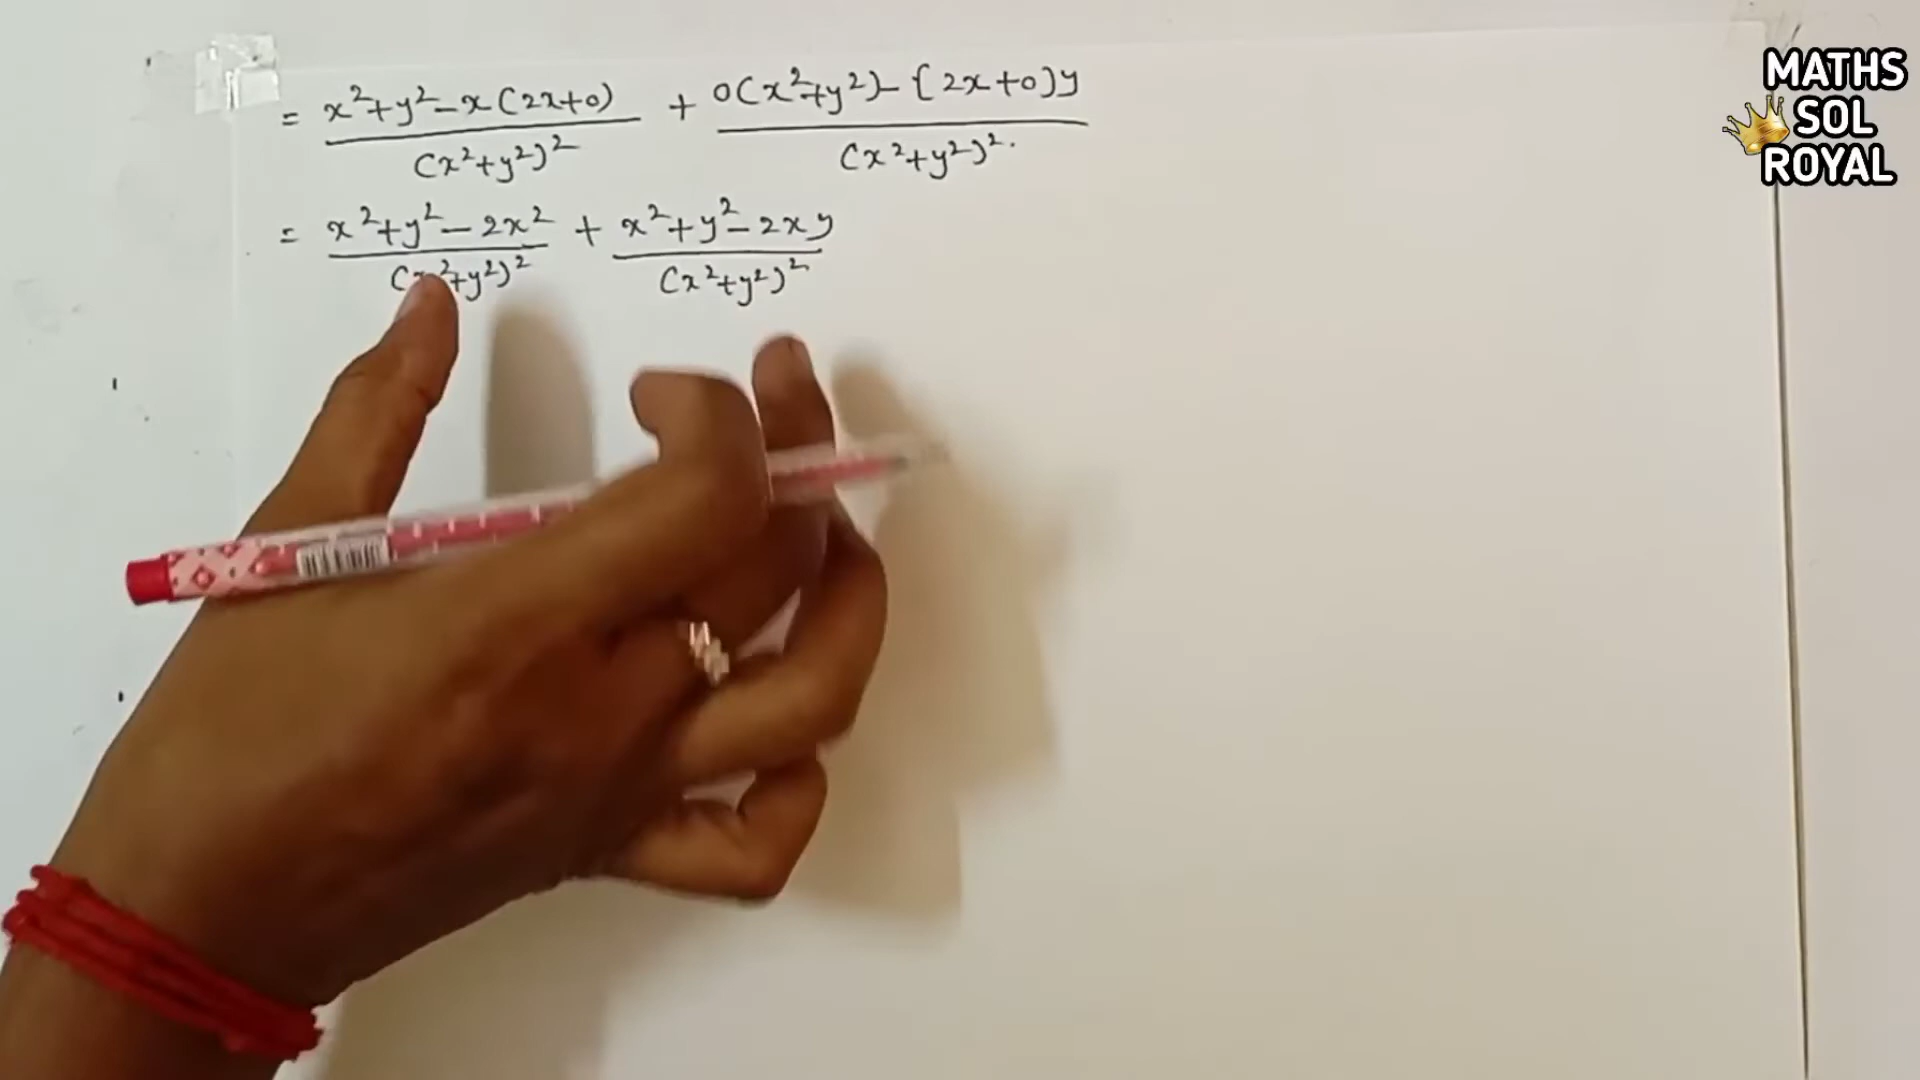 = x²+y²-x(2x+0)/(x²+y²)² + 0(x²+y²)-[2x+0]y/(x²+y²)².
= x²+y²-2x²/(x²+y²)² + x²+y²-2xy/(x²+y²)²
MATHS
SOL
ROYAL